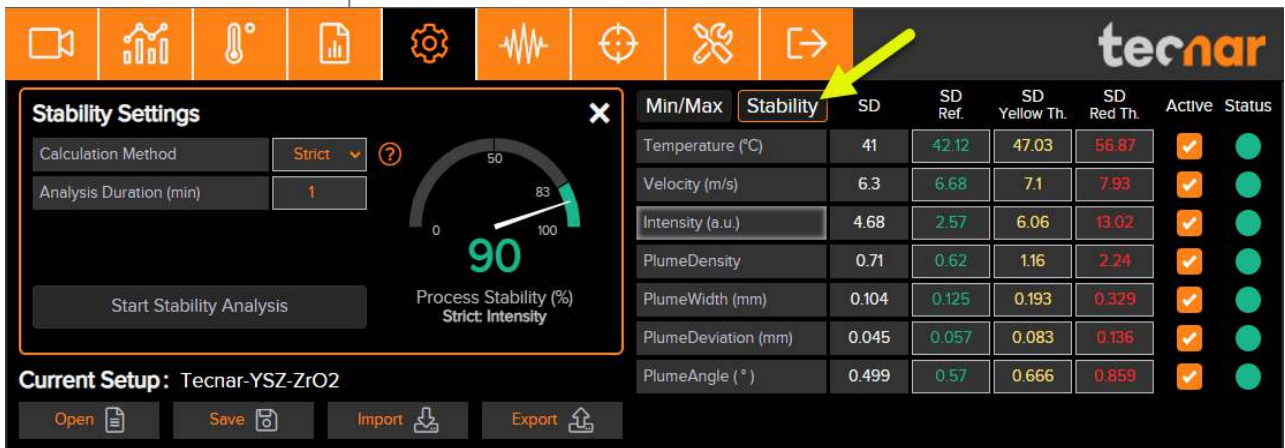 tecnar
Stability Settings
Calculation Method Strict ?
Analysis Duration (min) 1
0 50 83 100
90
Process Stability (%)
Strict: Intensity
Start Stability Analysis
Current Setup: Tecnar-YSZ-ZrO2
Open Save Import Export
Min/Max Stability SD SD Ref. SD Yellow Th. SD Red Th. Active Status
Temperature (°C) 41 42.12 47.03 56.87
Velocity (m/s) 6.3 6.68 7.1 7.93
Intensity (a.u.) 4.68 2.57 6.06 13.02
PlumeDensity 0.71 0.62 1.16 2.24
PlumeWidth (mm) 0.104 0.125 0.193 0.329
PlumeDeviation (mm) 0.045 0.057 0.083 0.136
PlumeAngle (°) 0.499 0.57 0.666 0.859